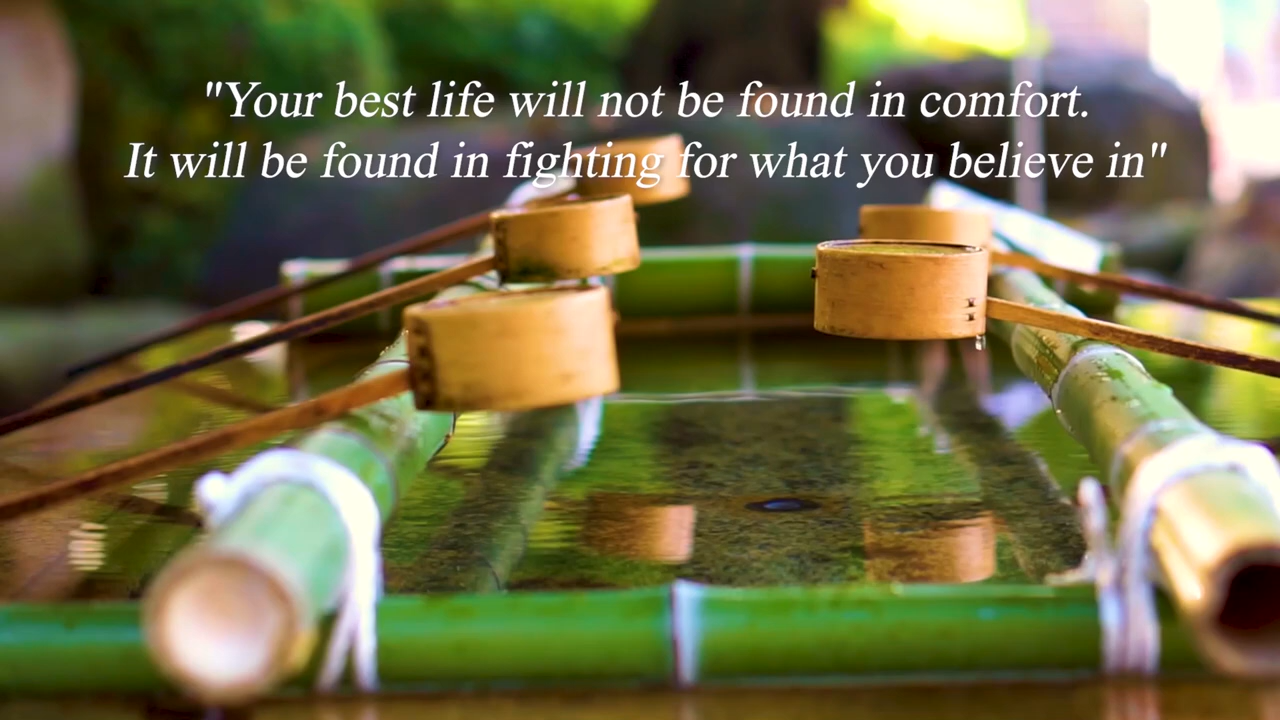 "Your best life will not be found in comfort.
It will be found in fighting for what you believe in"